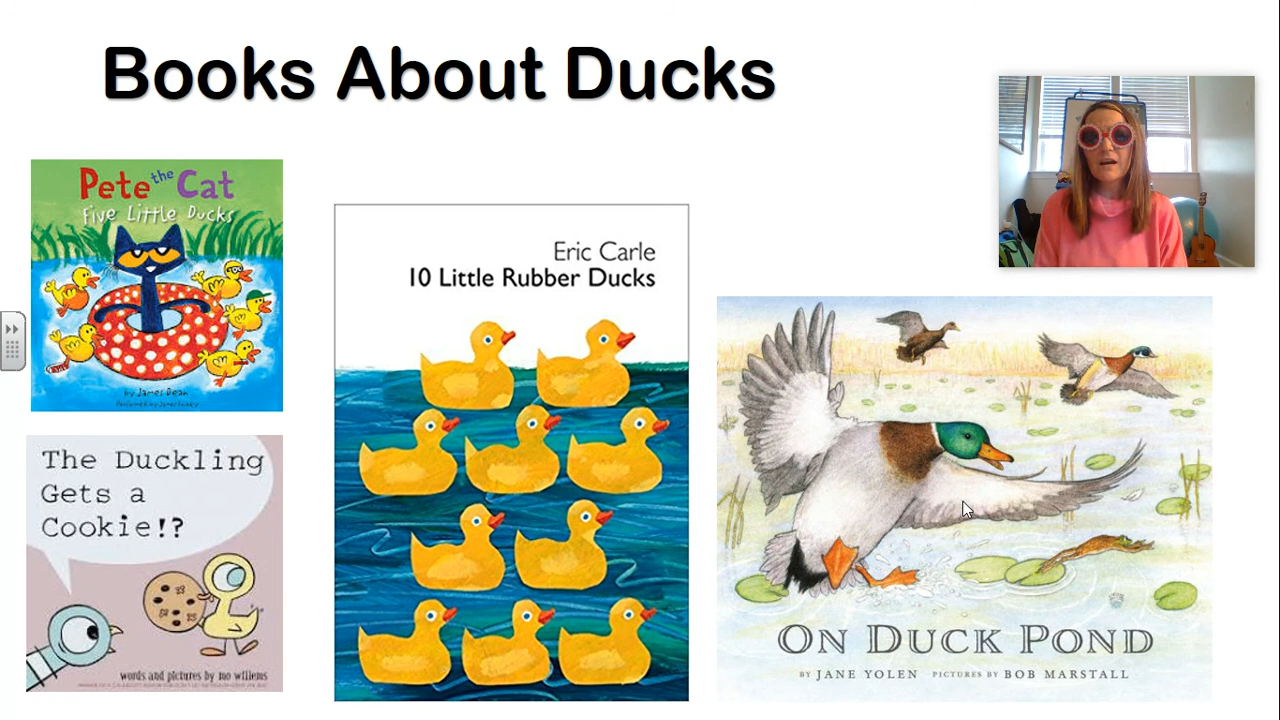 Books About Ducks
Pete the Cat
Five Little Ducks
by James Dean
The Duckling
Gets a
Cookie!?
words and pictures by mo willems
Eric Carle
10 Little Rubber Ducks
ON DUCK POND
BY JANE YOLEN PICTURES BY BOB MARSTALL